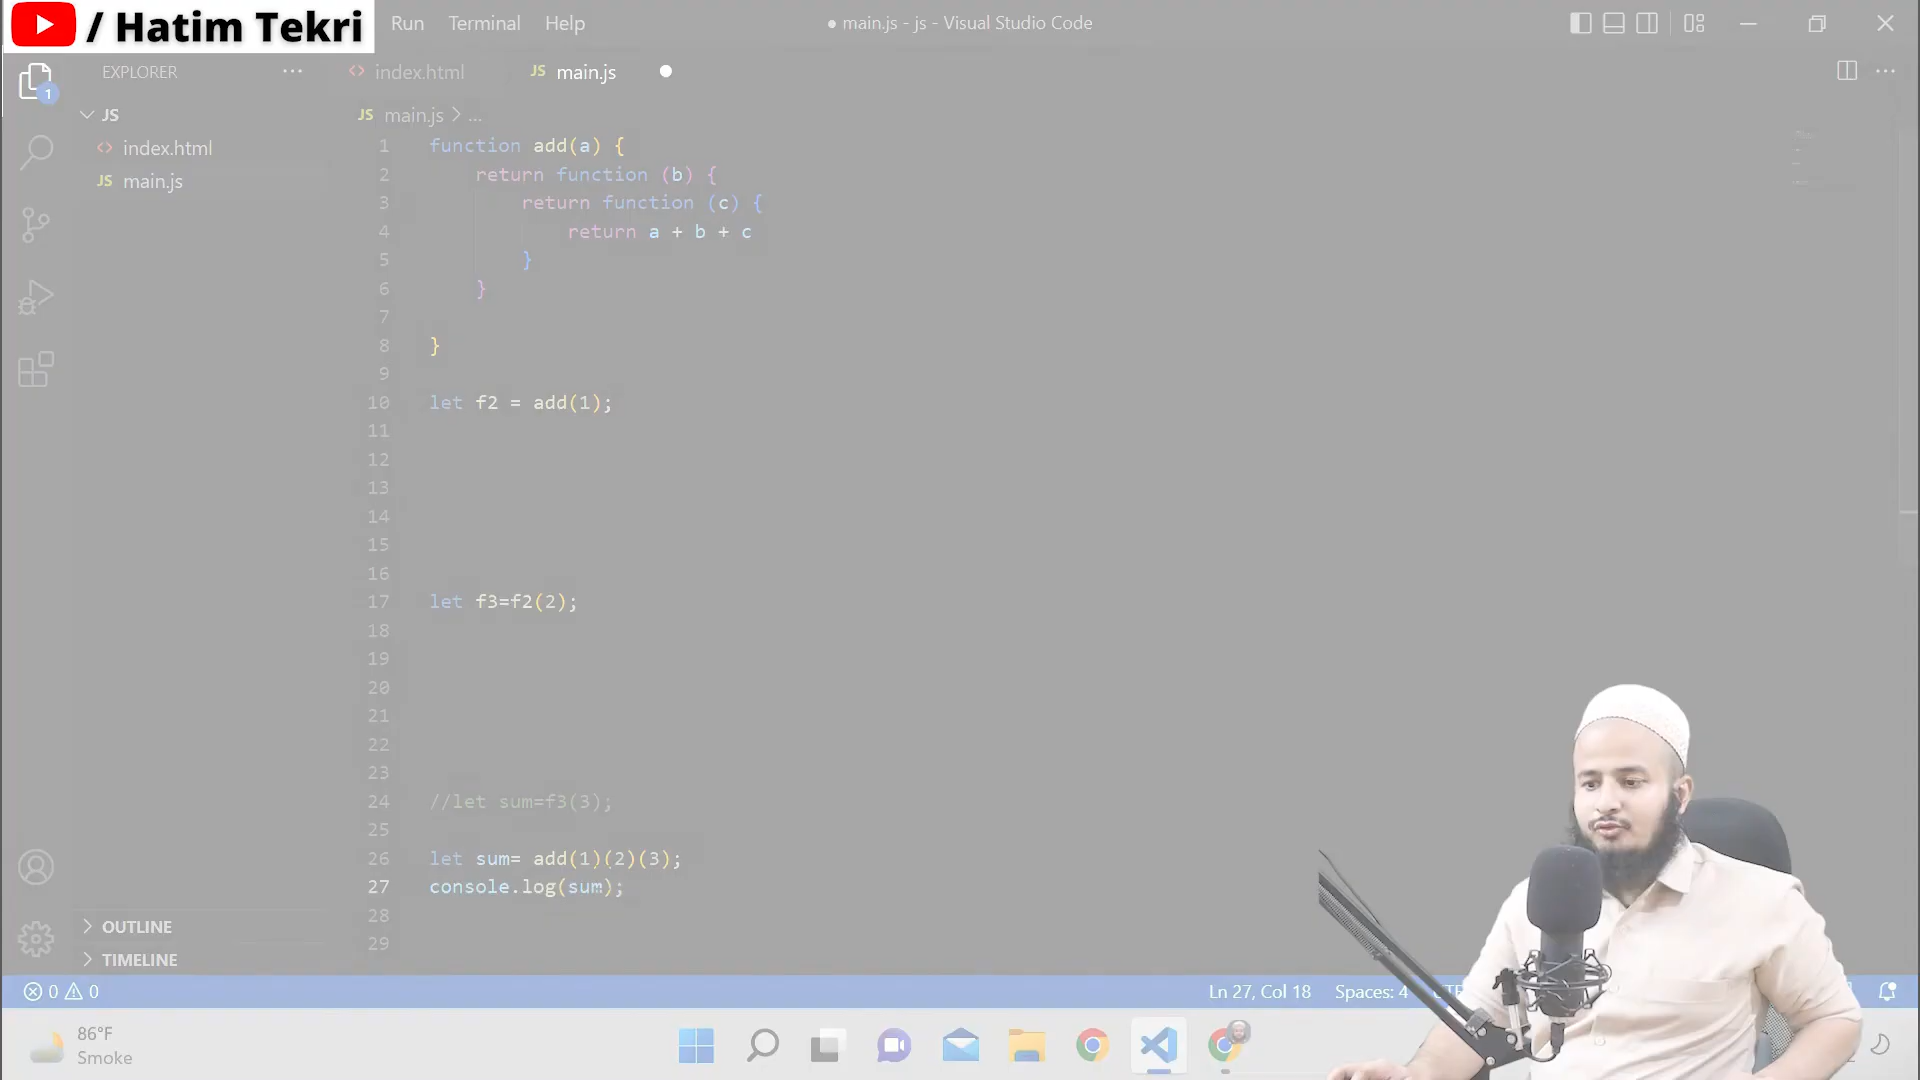 / Hatim Tekri
Run Terminal Help
● main.js - js - Visual Studio Code
EXPLORER ...
index.html
JS main.js
JS
index.html
JS main.js
JS main.js > ...
1 function add(a) {
2 return function (b) {
3 return function (c) {
4 return a + b + c
5 }
6 }
7
8 }
9
10 let f2 = add(1);
11
12
13
14
15
16
17 let f3=f2(2);
18
19
20
21
22
23
24 //let sum=f3(3);
25
26 let sum= add(1)(2)(3);
27 console.log(sum);
28
29
1
OUTLINE
TIMELINE
0 0
Ln 27, Col 18 Spaces: 4
86°F
Smoke